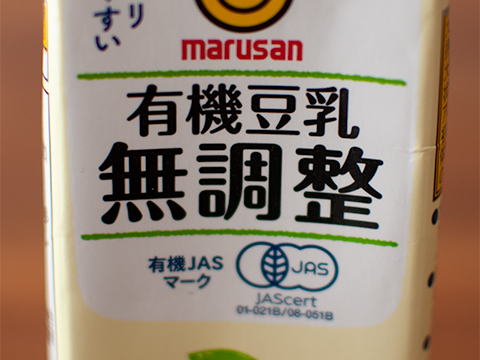 すい
marusan
有機豆乳
無調整
有機JAS
マーク
JAS
JAScert
01-021B/08-051B